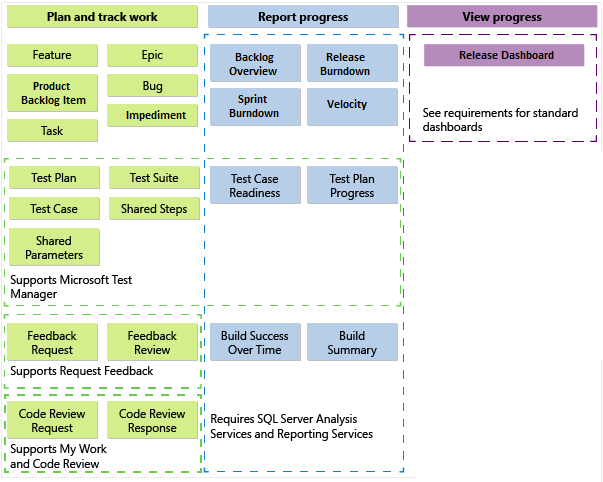 Plan and track work
Report progress
View progress
Feature
Epic
Product
Backlog Item
Bug
Impediment
Task
Backlog
Overview
Release
Burndown
Sprint
Burndown
Velocity
Release Dashboard
See requirements for standard
dashboards
Test Plan
Test Suite
Test Case
Shared Steps
Shared
Parameters
Supports Microsoft Test
Manager
Test Case
Readiness
Test Plan
Progress
Feedback
Request
Feedback
Review
Supports Request Feedback
Build Success
Over Time
Build
Summary
Code Review
Request
Code Review
Response
Supports My Work
and Code Review
Requires SQL Server Analysis
Services and Reporting Services